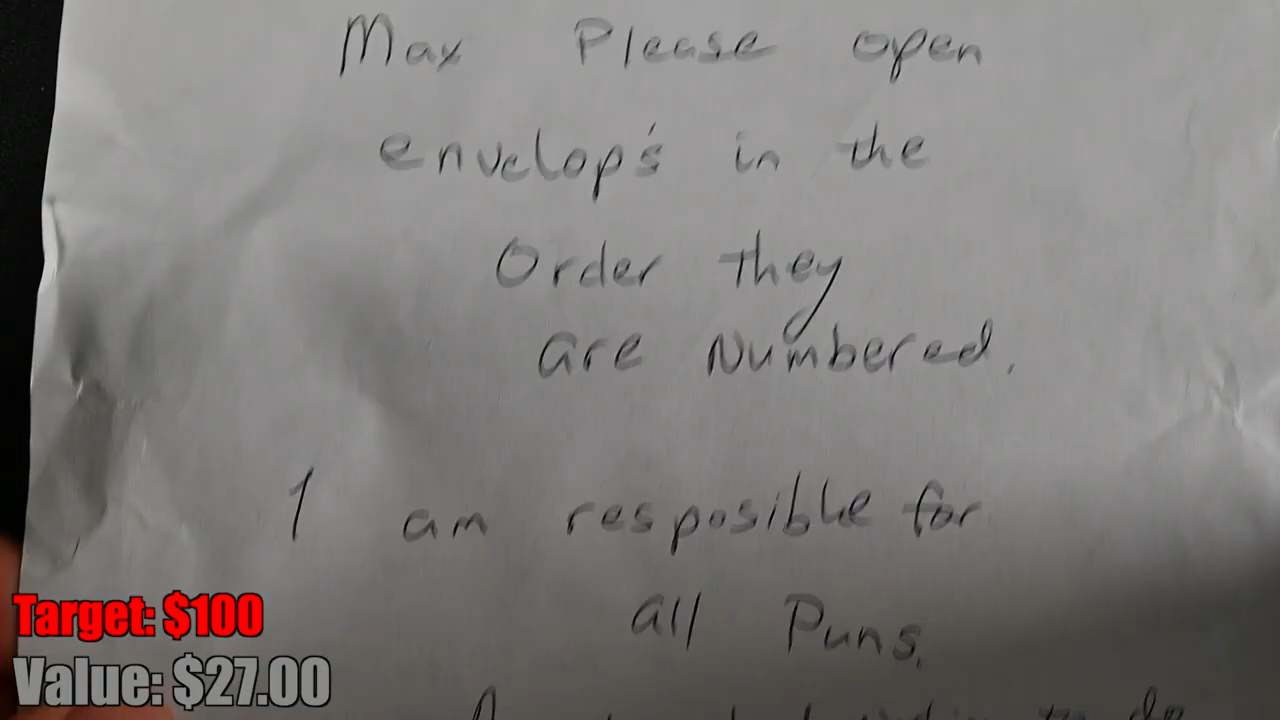 Max Please open
envelop's in the
Order they
are Numbered.
I am resposible for
all Puns.
Target: $100
Value: $27.00